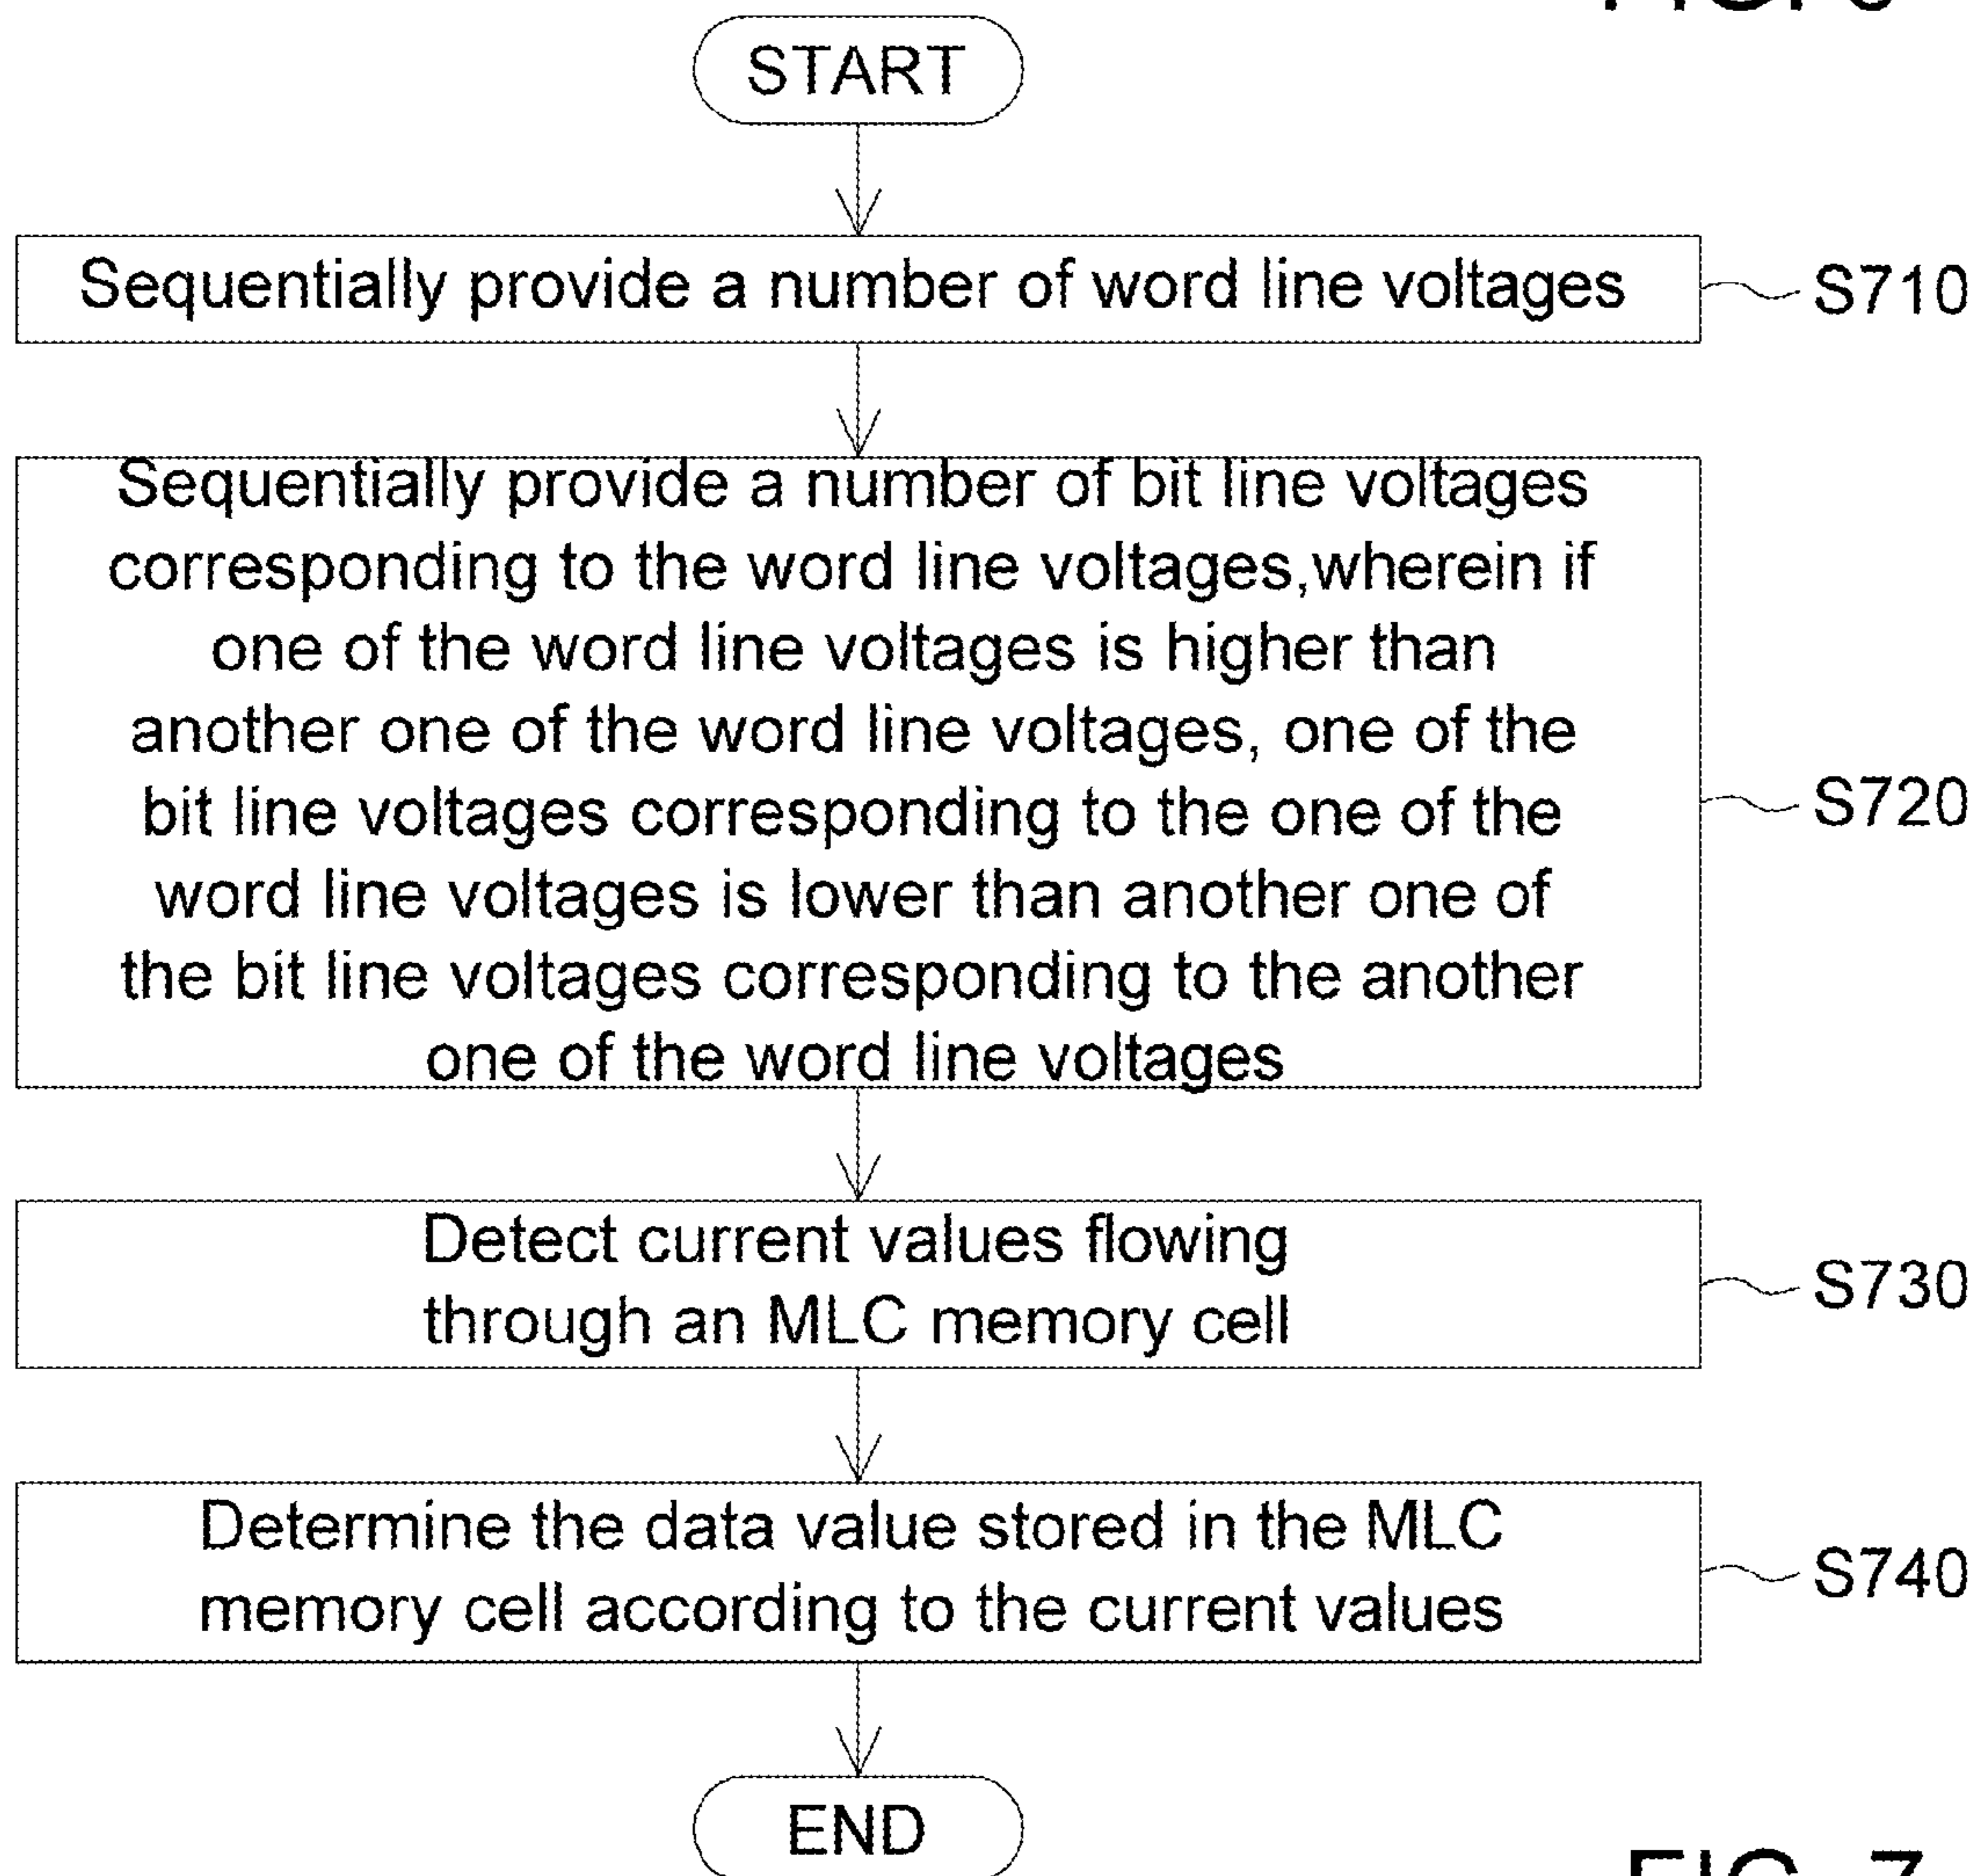 START
Sequentially provide a number of word line voltages
S710
Sequentially provide a number of bit line voltages
corresponding to the word line voltages,wherein if
one of the word line voltages is higher than
another one of the word line voltages, one of the
bit line voltages corresponding to the one of the
word line voltages is lower than another one of
the bit line voltages corresponding to the another
one of the word line voltages
S720
Detect current values flowing
through an MLC memory cell
S730
Determine the data value stored in the MLC
memory cell according to the current values
S740
END
FIG. 7